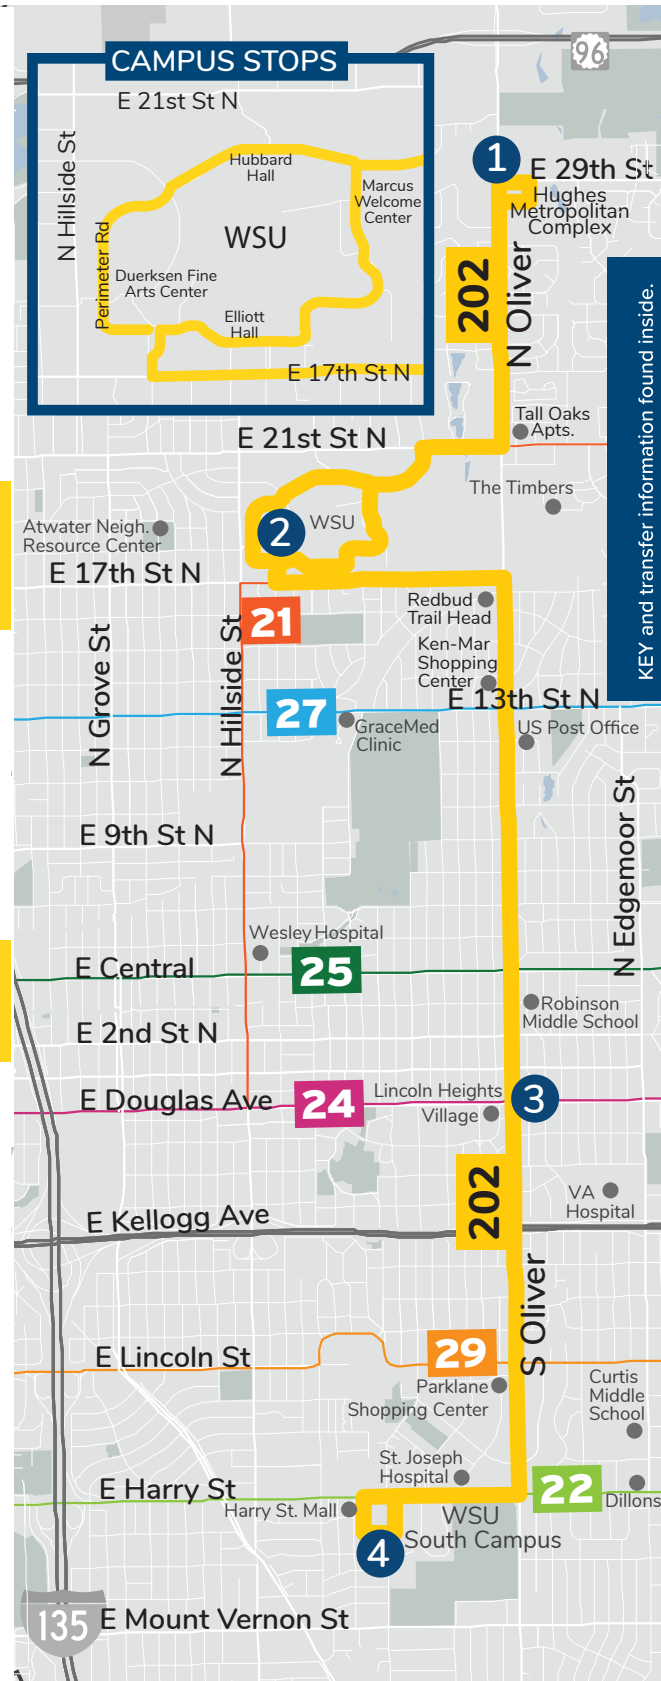 96
CAMPUS STOPS
E 21st St N
N Hillside St
Hubbard
Hall
Marcus
Welcome
Center
WSU
Perimeter Rd
Duerksen Fine
Arts Center
Elliott
Hall
E 17th St N
1
E 29th St
Hughes
Metropolitan
Complex
202
N Oliver
KEY and transfer information found inside.
Tall Oaks
Apts.
E 21st St N
The Timbers
2
WSU
Atwater Neigh.
Resource Center
E 17th St N
21
Redbud
Trail Head
Ken-Mar
Shopping
Center
N Grove St
N Hillside St
E 13th St N
27
GraceMed
Clinic
US Post Office
N Edgemoor St
E 9th St N
Wesley Hospital
E Central
25
Robinson
Middle School
E 2nd St N
E Douglas Ave
24
Lincoln Heights
Village
3
202
VA
Hospital
E Kellogg Ave
S Oliver
E Lincoln St
29
Parklane
Shopping Center
Curtis
Middle
School
St. Joseph
Hospital
E Harry St
22
Dillons
Harry St. Mall
WSU
South Campus
4
135
E Mount Vernon St